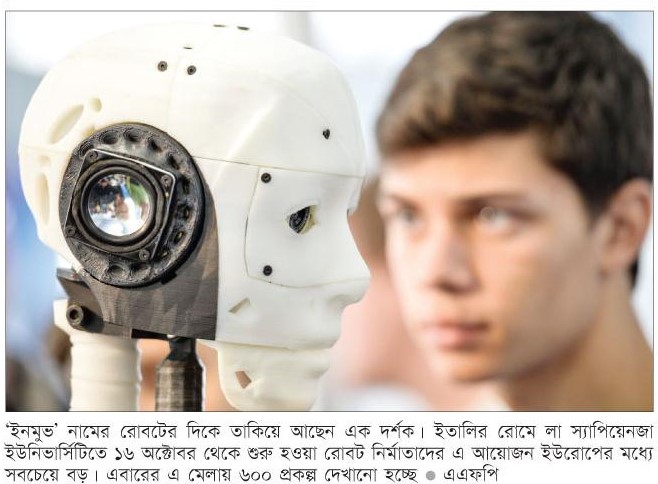 ‘ইনমুভ’ নামের রোবটের দিকে তাকিয়ে আছেন এক দর্শক। ইতালির রোমে লা স্যাপিয়েনজা
ইউনিভার্সিটিতে ১৬ অক্টোবর থেকে শুরু হওয়া রোবট নির্মাতাদের এ আয়োজন ইউরোপের মধ্যে
সবচেয়ে বড়। এবারের এ মেলায় ৬০০ প্রকল্প দেখানো হচ্ছে ● এএফপি